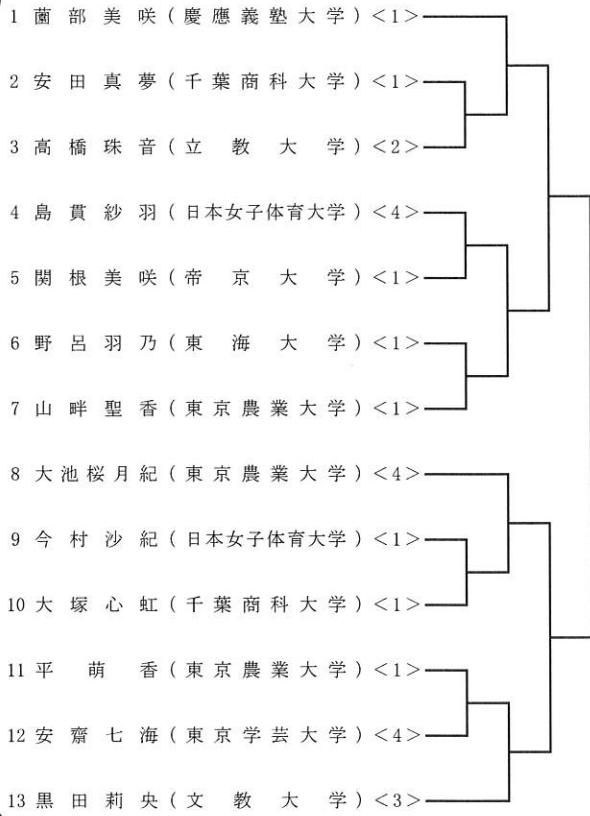 1 薗部美咲(慶應義塾大学)<1>
2 安田真夢(千葉商科大学)<1>
3 高橋珠音(立教大学)<2>
4 島貫紗羽(日本女子体育大学)<4>
5 関根美咲(帝京大学)<1>
6 野呂羽乃(東海大学)<1>
7 山畔聖香(東京農業大学)<1>
8 大池桜月紀(東京農業大学)<4>
9 今村沙紀(日本女子体育大学)<1>
10 大塚心虹(千葉商科大学)<1>
11 平萌香(東京農業大学)<1>
12 安齋七海(東京学芸大学)<4>
13 黒田莉央(文教大学)<3>